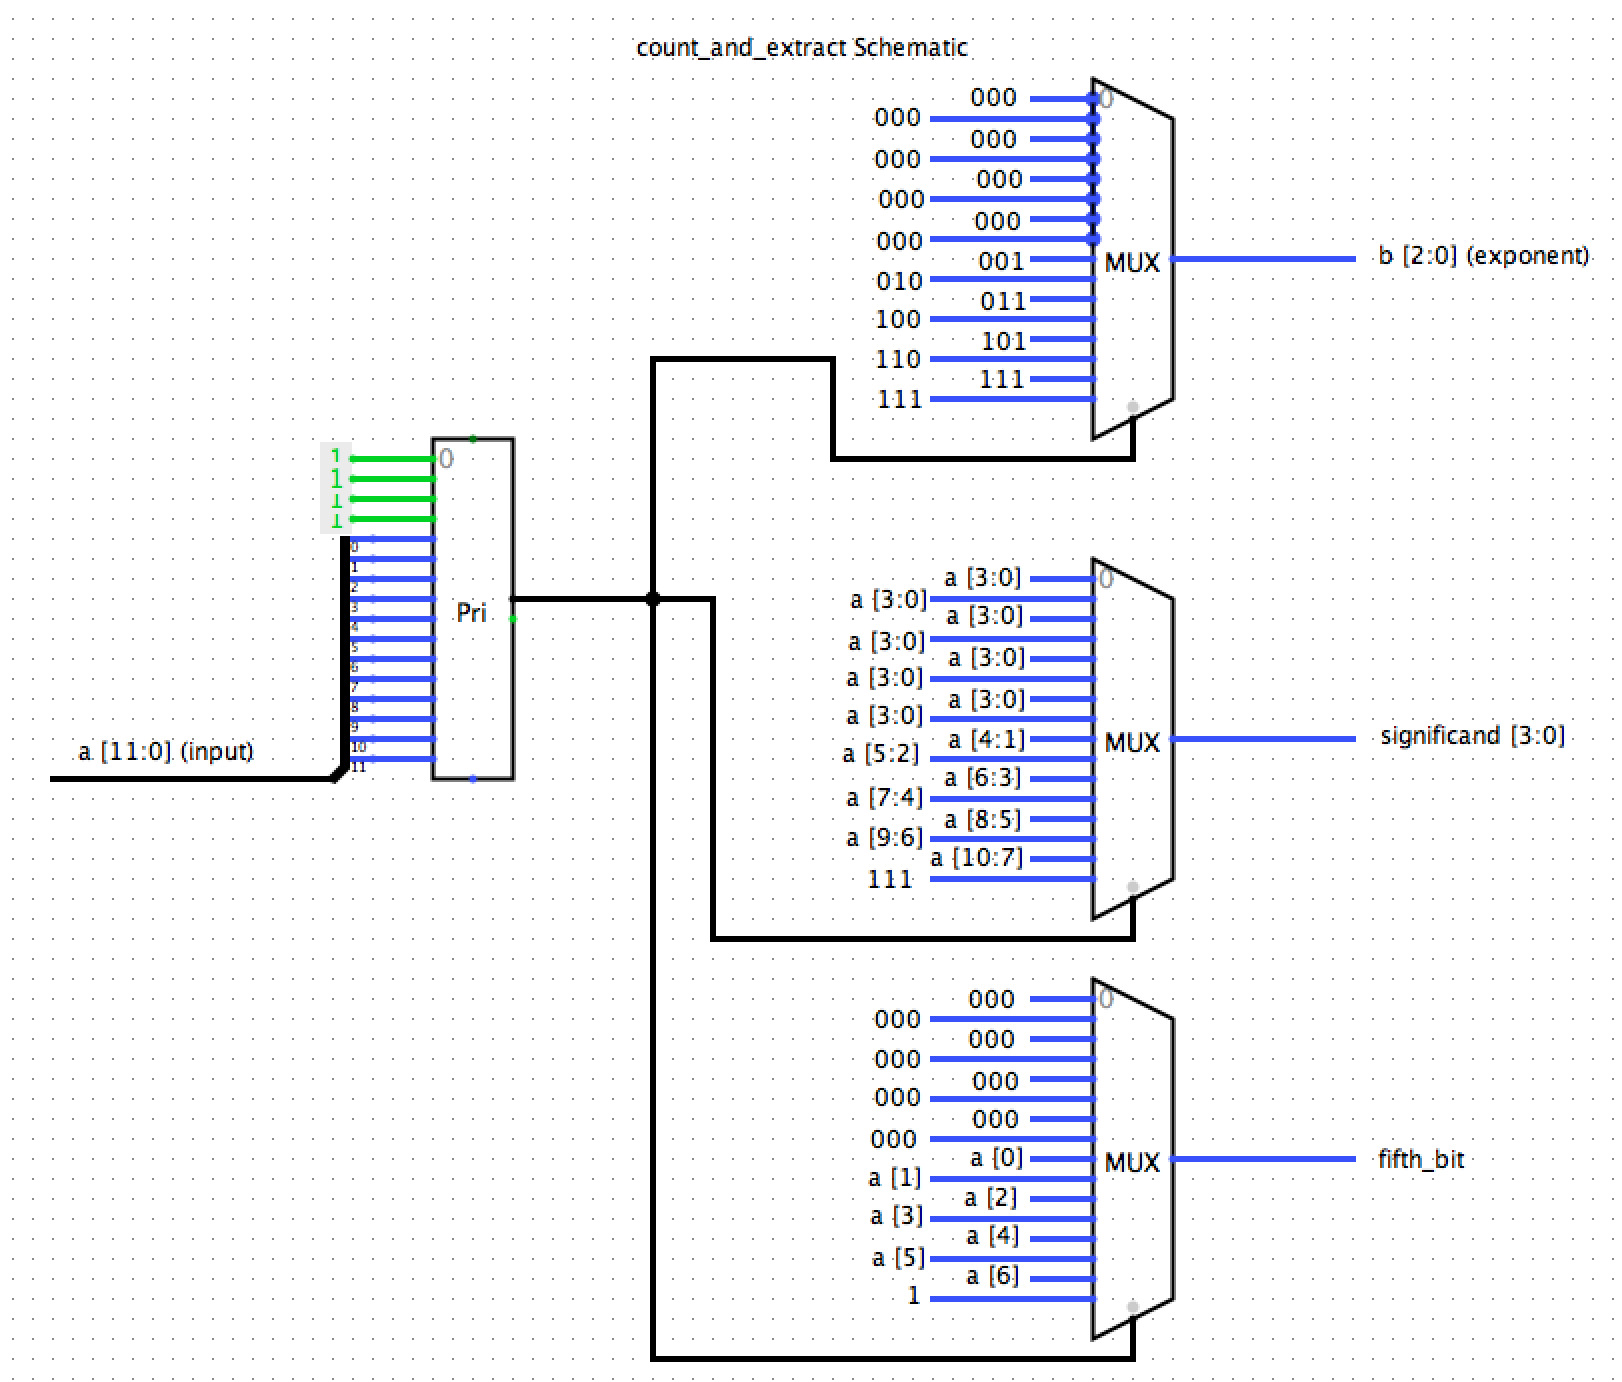 count_and_extract Schematic
000
0
000
000
000
000
000
000
000
001
MUX
b [2:0] (exponent)
010
011
100
101
110
111
111
1
0
1
1
1
0
1
2
3
Pri
4
5
6
7
8
9
10
11
a [11:0] (input)
a [3:0]
0
a [3:0]
a [3:0]
a [3:0]
a [3:0]
a [3:0]
a [3:0]
a [3:0]
a [4:1]
MUX
significand [3:0]
a [5:2]
a [6:3]
a [7:4]
a [8:5]
a [9:6]
a [10:7]
111
000
0
000
000
000
000
000
000
000
a [0]
MUX
fifth_bit
a [1]
a [2]
a [3]
a [4]
a [5]
a [6]
1